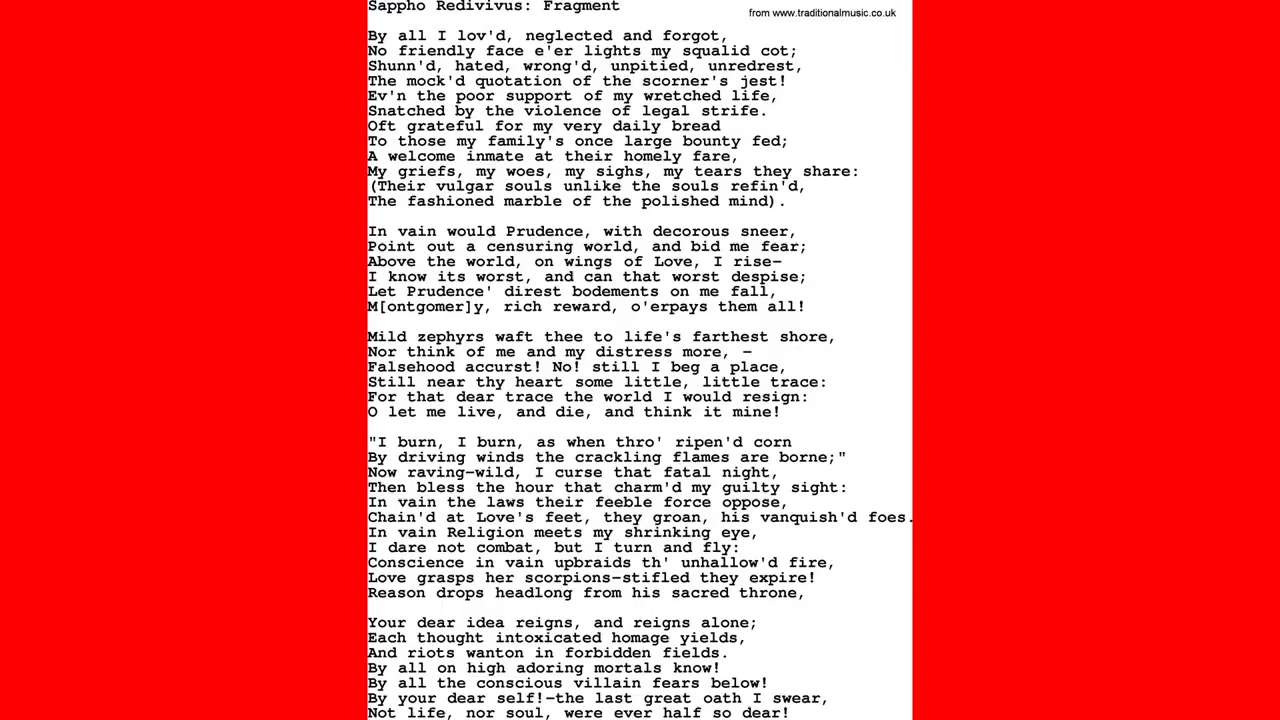 Sappho Redivivus: Fragment
from www.traditionalmusic.co.uk
By all I lov'd, neglected and forgot,
No friendly face e'er lights my squalid cot;
Shunn'd, hated, wrong'd, unpitied, unredrest,
The mock'd quotation of the scorner's jest!
Ev'n the poor support of my wretched life,
Snatched by the violence of legal strife.
Oft grateful for my very daily bread
To those my family's once large bounty fed;
A welcome inmate at their homely fare,
My griefs, my woes, my sighs, my tears they share:
(Their vulgar souls unlike the souls refin'd,
The fashioned marble of the polished mind).
In vain would Prudence, with decorous sneer,
Point out a censuring world, and bid me fear;
Above the world, on wings of Love, I rise-
I know its worst, and can that worst despise;
Let Prudence' direst bodements on me fall,
M[ontgomer]y, rich reward, o'erpays them all!
Mild zephyrs waft thee to life's farthest shore,
Nor think of me and my distress more, -
Falsehood accurst! No! still I beg a place,
Still near thy heart some little, little trace:
For that dear trace the world I would resign:
O let me live, and die, and think it mine!
"I burn, I burn, as when thro' ripen'd corn
By driving winds the crackling flames are borne;"
Now raving-wild, I curse that fatal night,
Then bless the hour that charm'd my guilty sight:
In vain the laws their feeble force oppose,
Chain'd at Love's feet, they groan, his vanquish'd foes.
In vain Religion meets my shrinking eye,
I dare not combat, but I turn and fly:
Conscience in vain upbraids th' unhallow'd fire,
Love grasps her scorpions-stifled they expire!
Reason drops headlong from his sacred throne,
Your dear idea reigns, and reigns alone;
Each thought intoxicated homage yields,
And riots wanton in forbidden fields.
By all on high adoring mortals know!
By all the conscious villain fears below!
By your dear self!-the last great oath I swear,
Not life, nor soul, were ever half so dear!